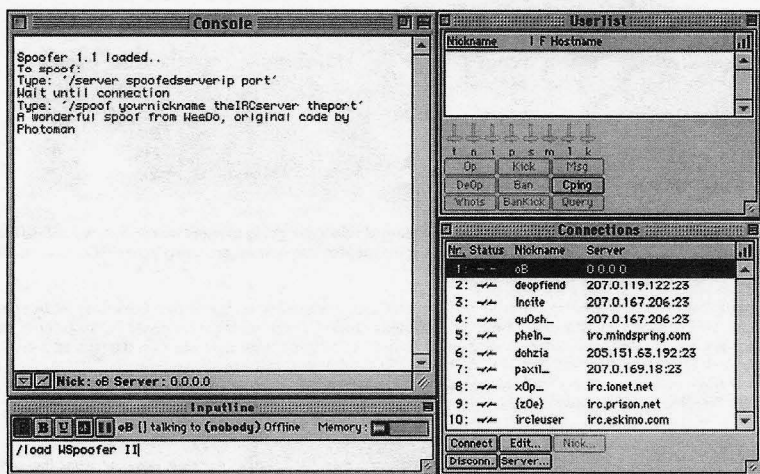 Console
Spoofer 1.1 loaded..
To spoof:
Type: '/server spoofedserverip port'
Wait until connection
Type: '/spoof yournickname theIRCserver theport'
A wonderful spoof from WeeDo, original code by
Photoman
Nick: oB Server: 0.0.0.0
Inputline
B U oB [] talking to (nobody) Offline Memory:
/load WSpoofer II
Userlist
Nickname I F Hostname
t n i p s m l k
Op Kick Msg
DeOp Ban Cping
Whois BanKick Query
Connections
Nr. Status Nickname Server
1: -- oB 0.0.0.0
2: deopfiend 207.0.119.122:23
3: Incite 207.0.167.206:23
4: quOsh_ 207.0.167.206:23
5: phein_ irc.mindspring.com
6: dohzia 205.151.63.192:23
7: paxil_ 207.0.169.18:23
8: xOp_ irc.ionet.net
9: {zOe} irc.prison.net
10: ircleuser irc.eskimo.com
Connect Edit... Nick...
Disconn. Server...